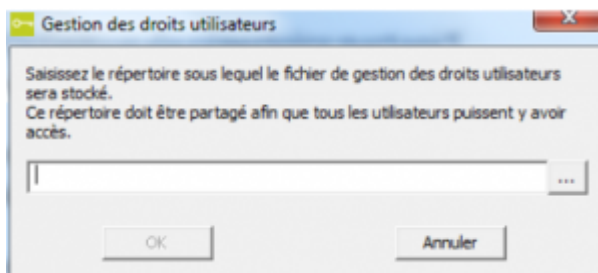 Gestion des droits utilisateurs
Saisissez le répertoire sous lequel le fichier de gestion des droits utilisateurs
sera stocké.
Ce répertoire doit être partagé afin que tous les utilisateurs puissent y avoir
accès.
...
OK
Annuler